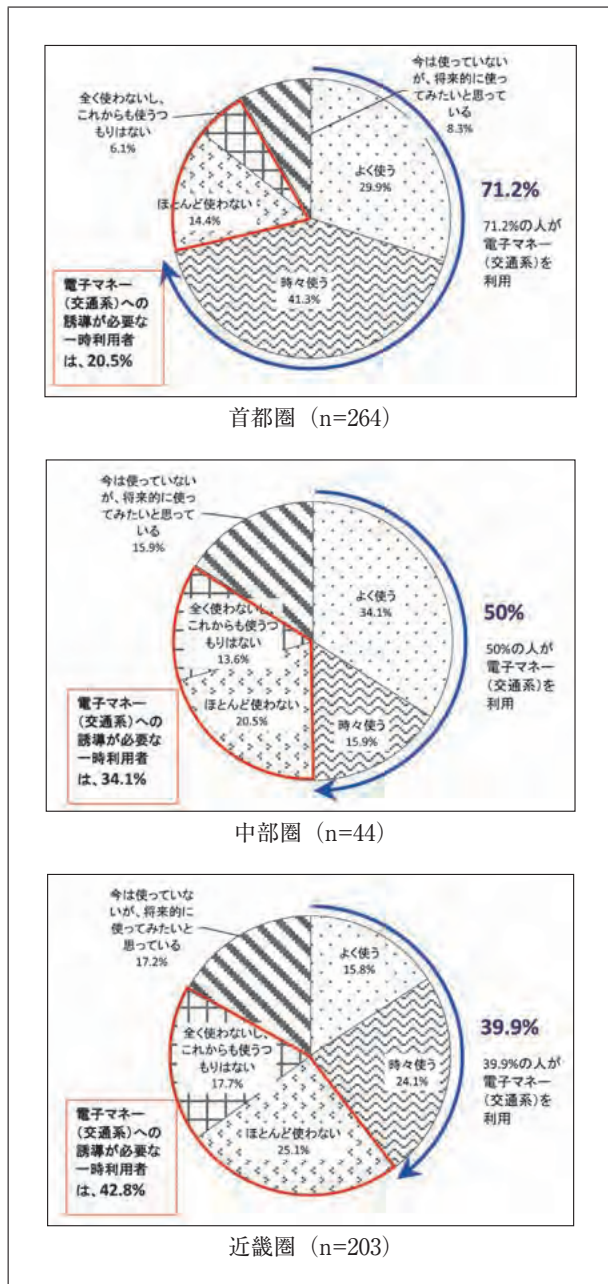 今は使っていない
が、将来的に使っ
てみたいと思って
いる
8.3%
全く使わないし、
これからも使うつ
もりはない
6.1%
よく使う
29.9%
ほとんど使わない
14.4%
時々使う
41.3%
71.2%
71.2%の人が
電子マネー
(交通系)を
利用
電子マネー
(交通系)への
誘導が必要な
一時利用者
は、20.5%
首都圏（n=264）
今は使っていない
が、将来的に使っ
てみたいと思って
いる
15.9%
よく使う
34.1%
全く使わないし、
これからも使うつ
もりはない
13.6%
ほとんど使わない
20.5%
時々使う
15.9%
50%
50%の人が
電子マネー
(交通系)を
利用
電子マネー
(交通系)への
誘導が必要な
一時利用者
は、34.1%
中部圏（n=44）
今は使っていな
いが、将来的に
使ってみたいと
思っている
17.2%
よく使う
15.8%
全く使わないし、
これからも使うつ
もりはない
17.7%
時々使う
24.1%
ほとんど使わない
25.1%
39.9%
39.9%の人が
電子マネー
(交通系)を
利用
電子マネー
(交通系)への
誘導が必要な
一時利用者
は、42.8%
近畿圏（n=203）